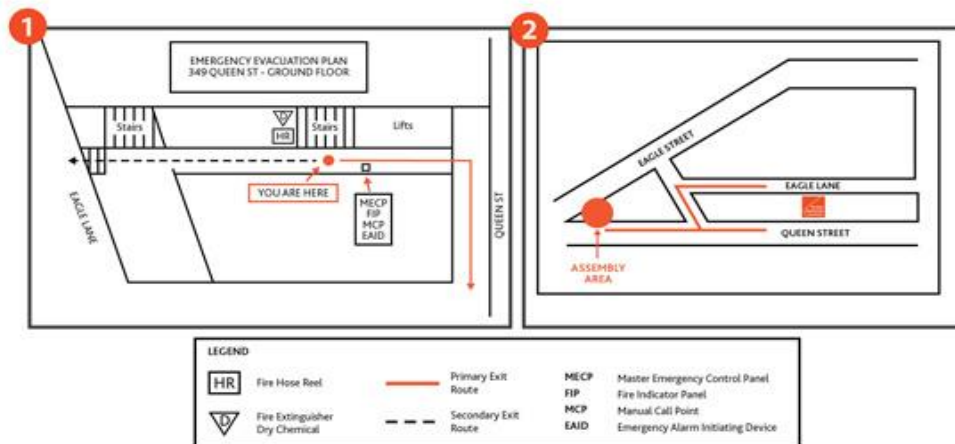 1
EMERGENCY EVACUATION PLAN
349 QUEEN ST - GROUND FLOOR
Stairs
D
HR
Stairs
Lifts
YOU ARE HERE
MECP
FIP
MCP
EAID
EAGLE LANE
QUEEN ST
2
EAGLE STREET
EAGLE LANE
QUEEN STREET
ASSEMBLY
AREA
LEGEND
HR
Fire Hose Reel
D
Fire Extinguisher
Dry Chemical
Primary Exit
Route
Secondary Exit
Route
MECP Master Emergency Control Panel
FIP Fire Indicator Panel
MCP Manual Call Point
EAID Emergency Alarm Initiating Device